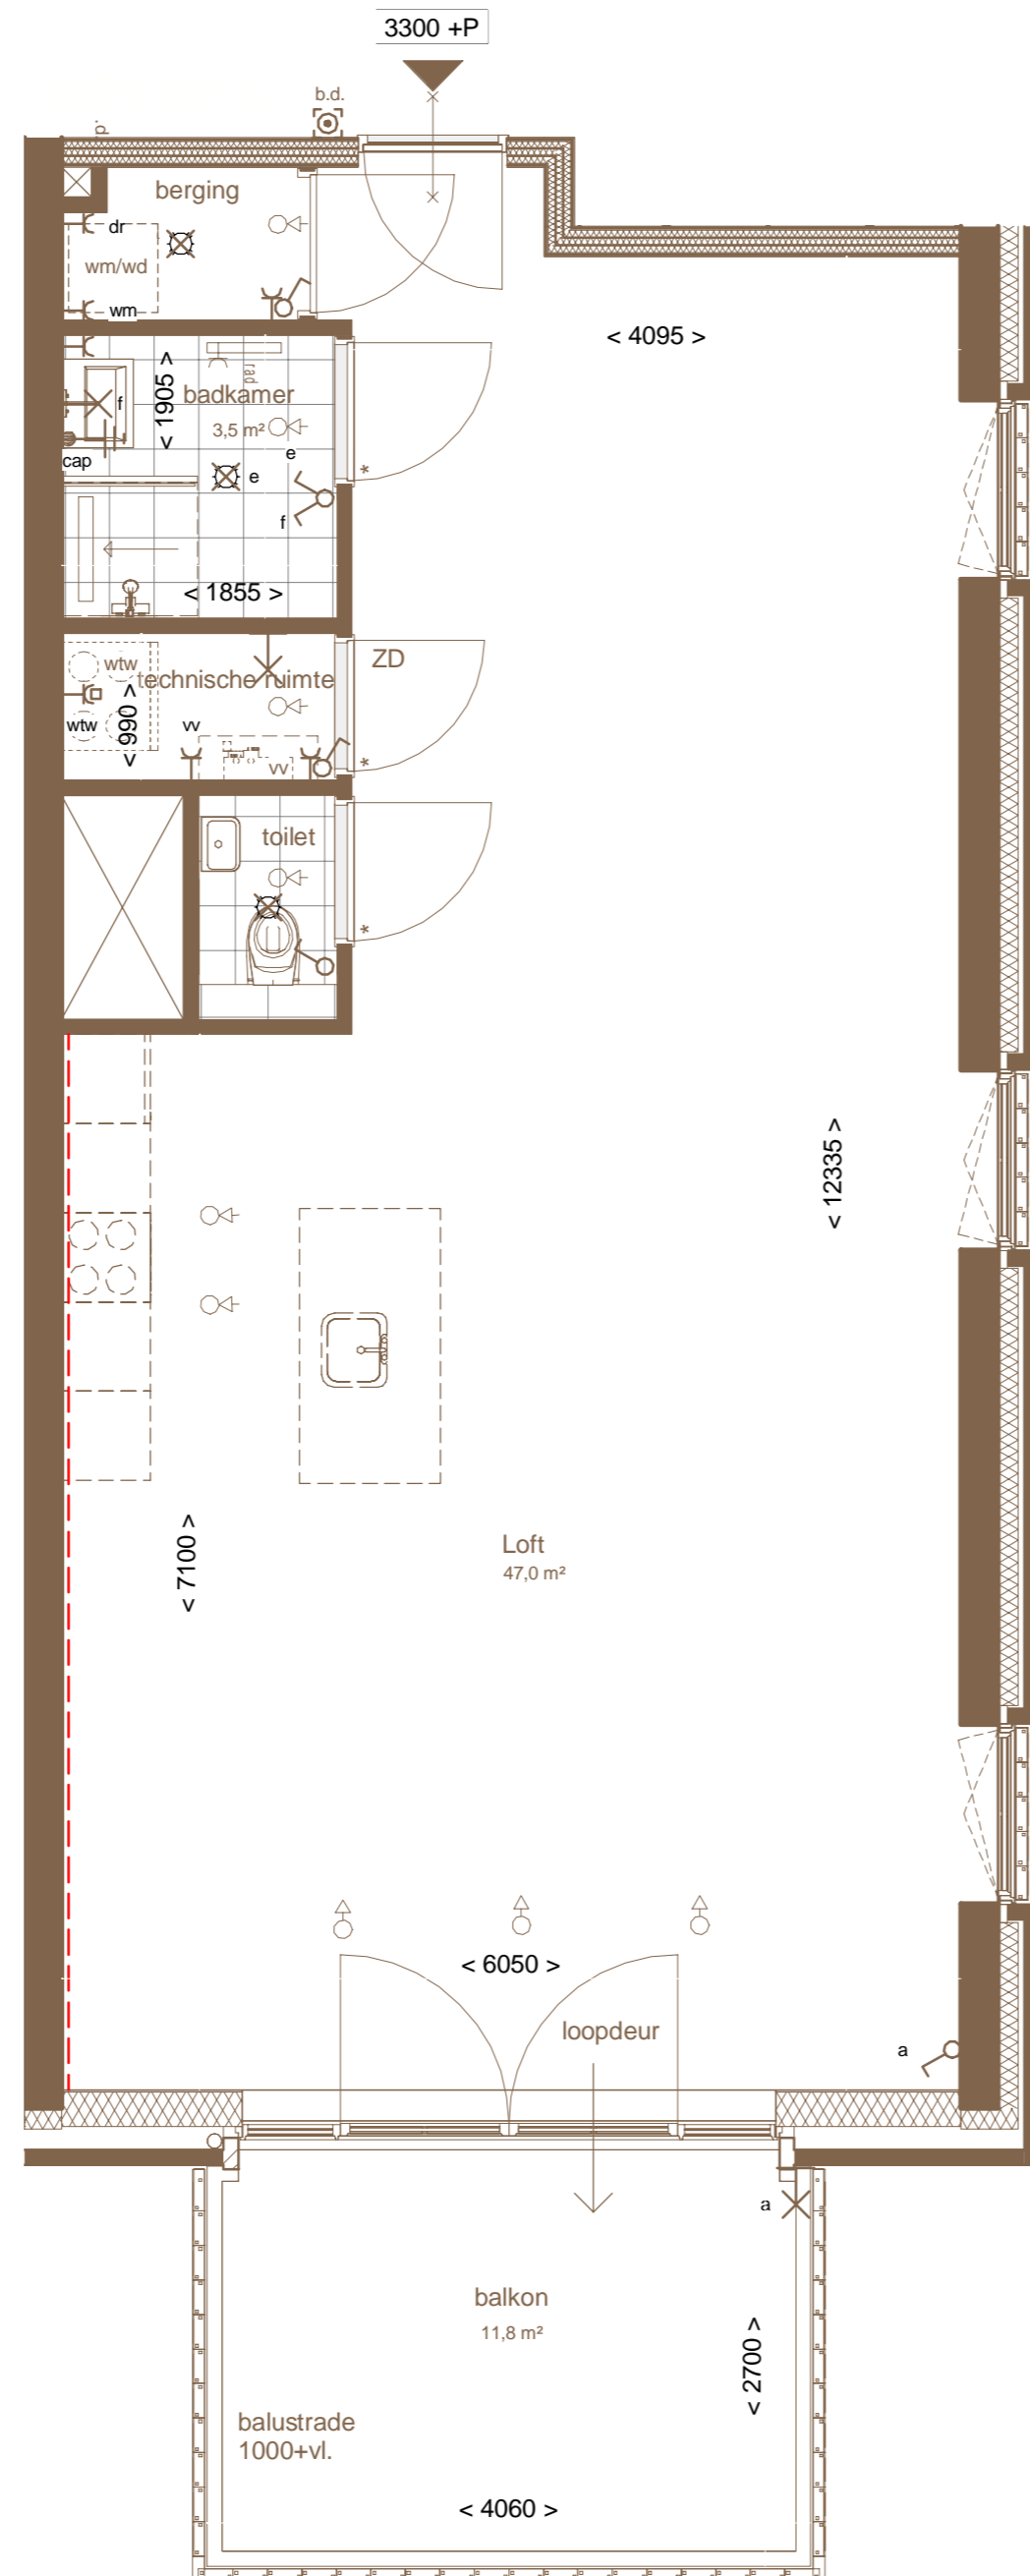 3300 +P
b.d.
p.
berging
dr
wm/wd
wm
< 4095 >
< 1905 >
rad
badkamer
3,5 m²
f
cap
e
e
f
< 1855 >
ZD
wtw
technische ruimte
wtw
< 990 >
vv
vv
toilet
*
*
*
< 12335 >
Loft
47,0 m²
< 7100 >
< 6050 >
loopdeur
a
a
balkon
11,8 m²
< 2700 >
balustrade
1000+vl.
< 4060 >